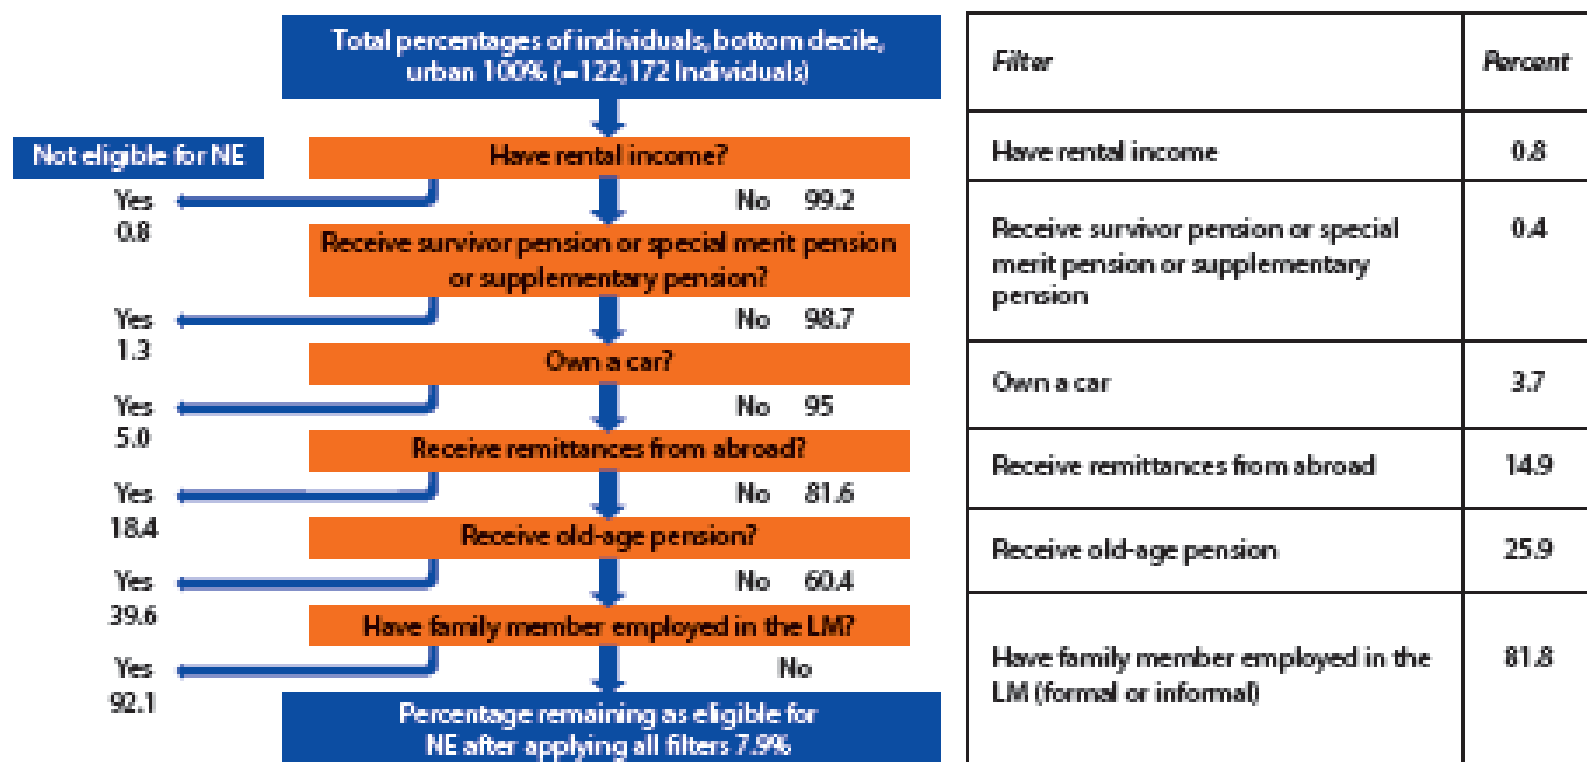 Total percentages of individuals, bottom decile,
urban 100% (–122,172 Individuals)
Not eligible for NE
Have rental income?
Yes
0.8
No 99.2
Receive survivor pension or special merit pension
or supplementary pension?
Yes
1.3
No 98.7
Own a car?
Yes
5.0
No 95
Receive remittances from abroad?
Yes
18.4
No 81.6
Receive old-age pension?
Yes
39.6
No 60.4
Have family member employed in the LM?
Yes
92.1
No
Percentage remaining as eligible for
NE after applying all filters 7.9%
Filter Percent
Have rental income 0.8
Receive survivor pension or special 0.4
merit pension or supplementary
pension
Own a car 3.7
Receive remittances from abroad 14.9
Receive old-age pension 25.9
Have family member employed in the 81.8
LM (formal or informal)